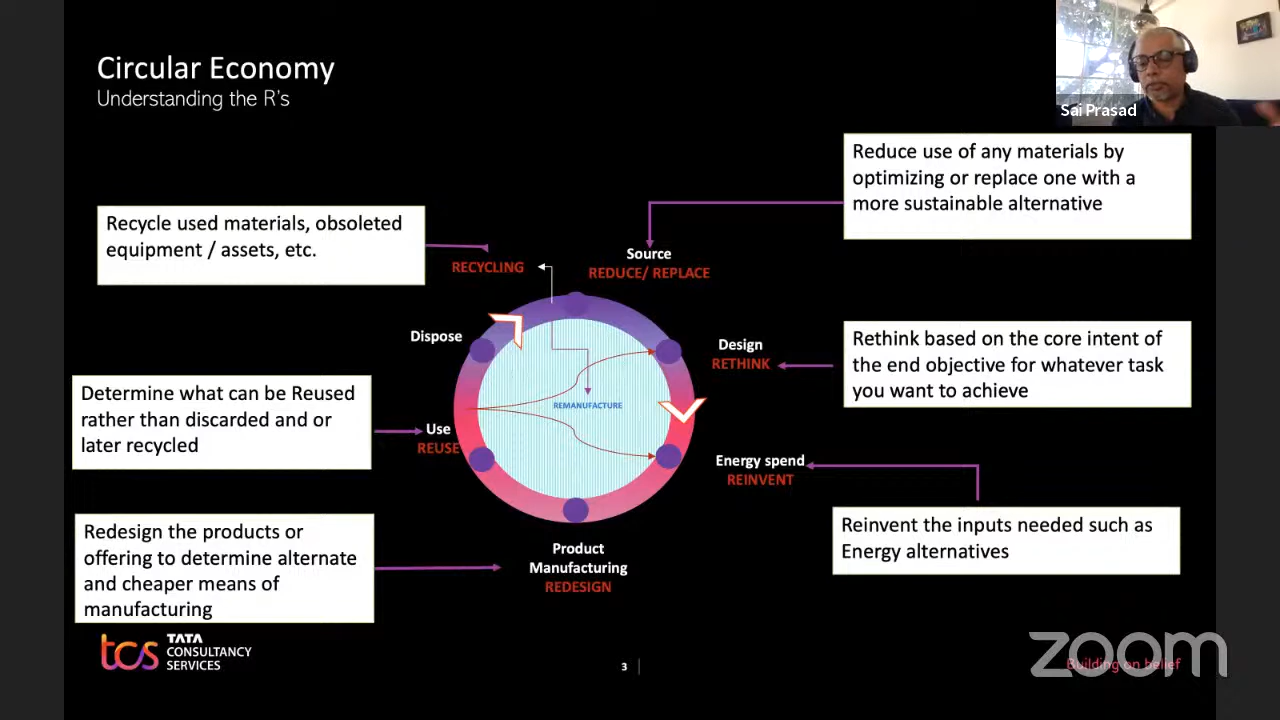 Circular Economy
Understanding the R's
Sai Prasad
Reduce use of any materials by
optimizing or replace one with a
more sustainable alternative
Recycle used materials, obsoleted
equipment / assets, etc.
Source
REDUCE/ REPLACE
RECYCLING
Dispose
Design
RETHINK
Rethink based on the core intent of
the end objective for whatever task
you want to achieve
REMANUFACTURE
Determine what can be Reused
rather than discarded and or
later recycled
Use
REUSE
Energy spend
REINVENT
Reinvent the inputs needed such as
Energy alternatives
Redesign the products or
offering to determine alternate
and cheaper means of
manufacturing
Product
Manufacturing
REDESIGN
tcs
TATA
CONSULTANCY
SERVICES
3
Building on belief
zoom